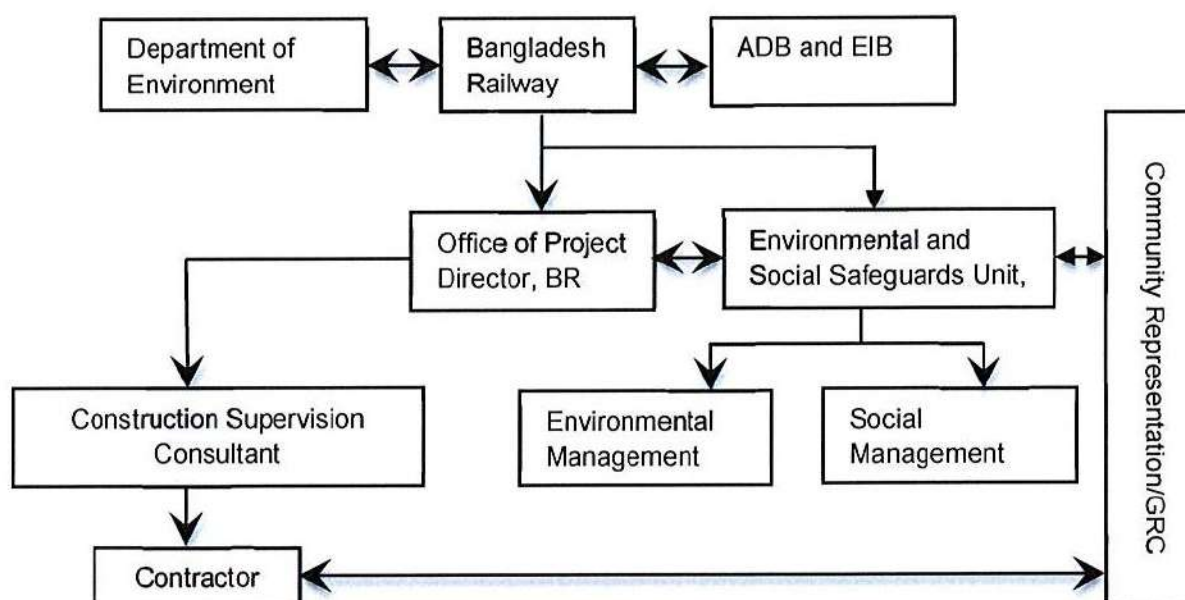 Department of
Environment
Bangladesh
Railway
ADB and EIB
Office of Project
Director, BR
Environmental and
Social Safeguards Unit,
Community Representation/GRC
Construction Supervision
Consultant
Environmental
Management
Social
Management
Contractor